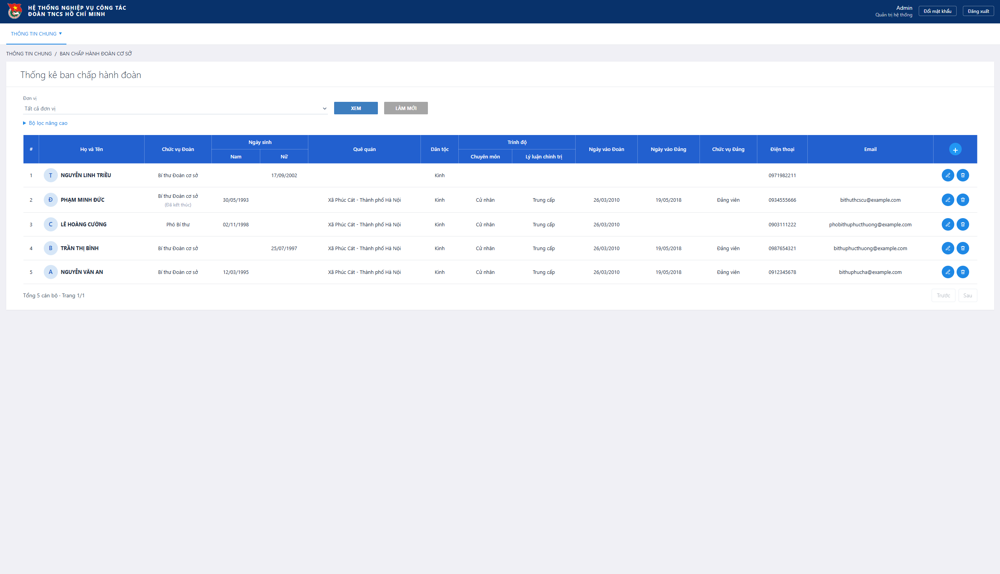 HỆ THỐNG NGHIỆP VỤ CÔNG TÁC
ĐOÀN TNCS HỒ CHÍ MINH
Admin
Quản trị hệ thống
Đổi mật khẩu
Đăng xuất
THÔNG TIN CHUNG ▼
THÔNG TIN CHUNG / BAN CHẤP HÀNH ĐOÀN CƠ SỞ
Thống kê ban chấp hành đoàn
Đơn vị
Tất cả đơn vị
XEM
LÀM MỚI
▶ Bộ lọc nâng cao
# Họ và Tên Chức vụ Đoàn Ngày sinh Quê quán Dân tộc Trình độ Ngày vào Đoàn Ngày vào Đảng Chức vụ Đảng Điện thoại Email +
Nam Nữ Chuyên môn Lý luận chính trị
1 T NGUYỄN LINH TRIỀU Bí thư Đoàn cơ sở 17/09/2002 Kinh 0971982211
2 Đ PHẠM MINH ĐỨC Bí thư Đoàn cơ sở (Đã kết thúc) 30/05/1993 Xã Phúc Cát - Thành phố Hà Nội Kinh Cử nhân Trung cấp 26/03/2010 19/05/2018 Đảng viên 0934555666 bithuthcscu@example.com
3 C LÊ HOÀNG CƯỜNG Phó Bí thư 02/11/1998 Xã Phúc Cát - Thành phố Hà Nội Kinh Cử nhân Trung cấp 26/03/2010 0903111222 phobithuphucthuong@example.com
4 B TRẦN THỊ BÌNH Bí thư Đoàn cơ sở 25/07/1997 Xã Phúc Cát - Thành phố Hà Nội Kinh Cử nhân Trung cấp 26/03/2010 19/05/2018 Đảng viên 0987654321 bithuphucthuong@example.com
5 A NGUYỄN VĂN AN Bí thư Đoàn cơ sở 12/03/1995 Xã Phúc Cát - Thành phố Hà Nội Kinh Cử nhân Trung cấp 26/03/2010 19/05/2018 Đảng viên 0912345678 bithuphucha@example.com
Tổng 5 cán bộ · Trang 1/1
Trước
Sau